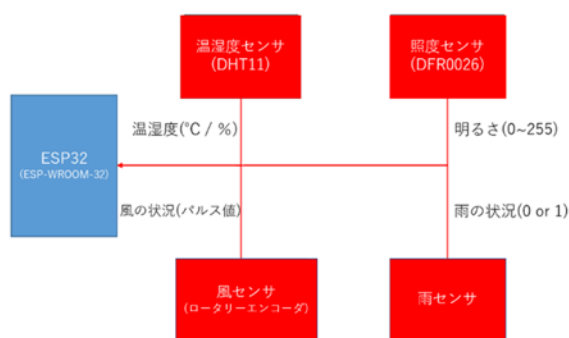 温湿度センサ
(DHT11)
照度センサ
(DFR0026)
温湿度(℃ / %)
明るさ(0~255)
ESP32
(ESP-WROOM-32)
風の状況(パルス値)
雨の状況(0 or 1)
風センサ
(ロータリーエンコーダ)
雨センサ